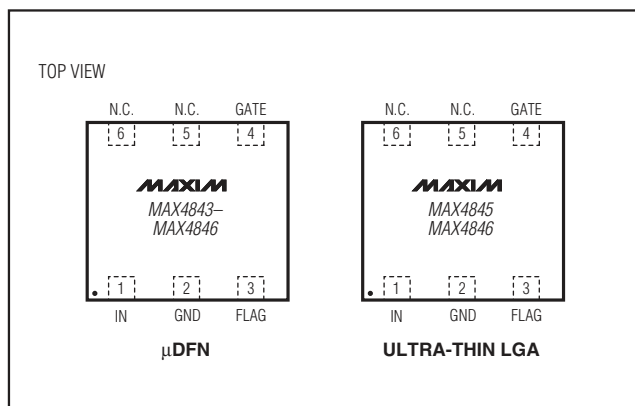 TOP VIEW
N.C. N.C. GATE
6 5 4
MAXIM
MAX4843–
MAX4846
1 2 3
IN GND FLAG
μDFN
N.C. N.C. GATE
6 5 4
MAXIM
MAX4845
MAX4846
1 2 3
IN GND FLAG
ULTRA-THIN LGA